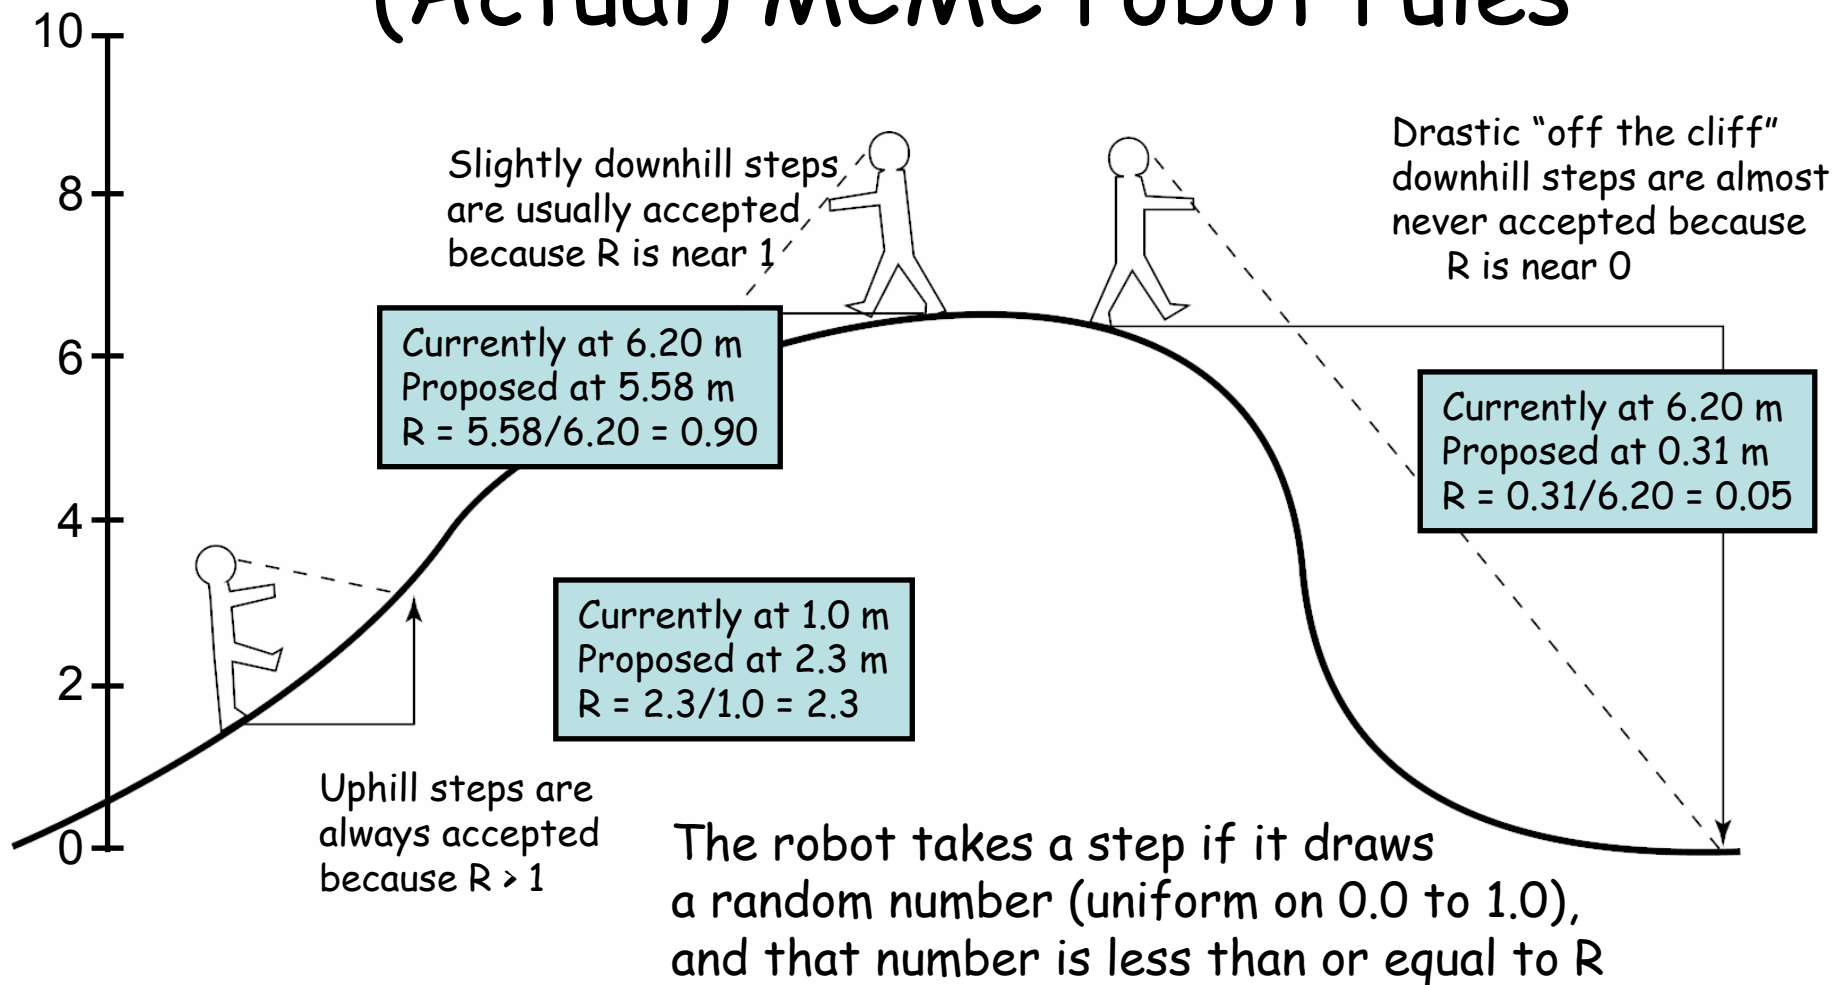 (Actual) MCMC robot rules
10
8
6
4
2
0
Slightly downhill steps
are usually accepted
because R is near 1
Drastic “off the cliff”
downhill steps are almost
never accepted because
R is near 0
Currently at 6.20 m
Proposed at 5.58 m
R = 5.58/6.20 = 0.90
Currently at 6.20 m
Proposed at 0.31 m
R = 0.31/6.20 = 0.05
Currently at 1.0 m
Proposed at 2.3 m
R = 2.3/1.0 = 2.3
Uphill steps are
always accepted
because R > 1
The robot takes a step if it draws
a random number (uniform on 0.0 to 1.0),
and that number is less than or equal to R